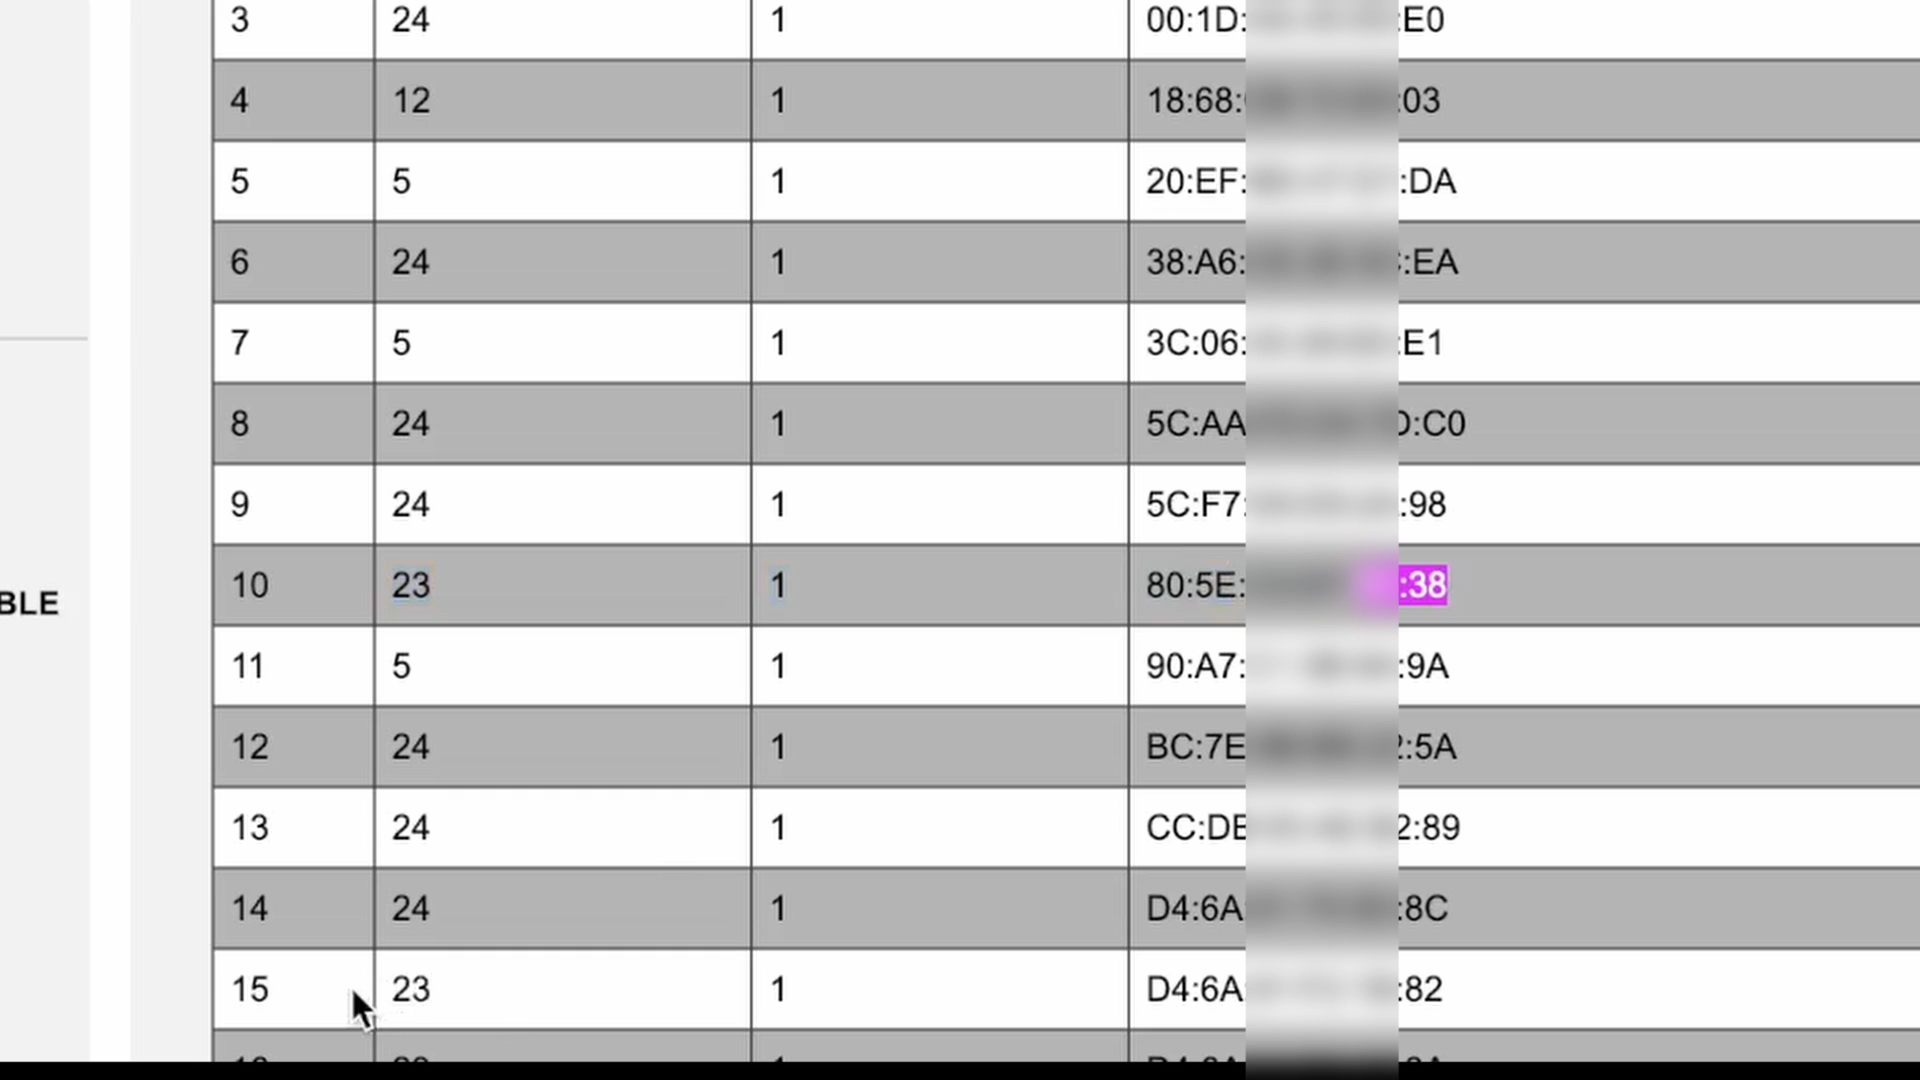 3 24 1 00:1D: :E0
4 12 1 18:68: :03
5 5 1 20:EF: :DA
6 24 1 38:A6: :EA
7 5 1 3C:06: :E1
8 24 1 5C:AA :C0
9 24 1 5C:F7: :98
BLE
10 23 1 80:5E: :38
11 5 1 90:A7: :9A
12 24 1 BC:7E :5A
13 24 1 CC:DE 2:89
14 24 1 D4:6A :8C
15 23 1 D4:6A :82